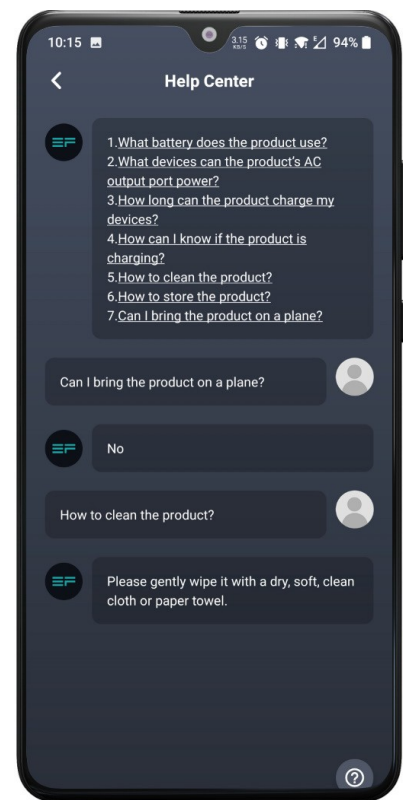 10:15 3.15 KB/S E 94%
Help Center
1.What battery does the product use?
2.What devices can the product's AC
output port power?
3.How long can the product charge my
devices?
4.How can I know if the product is
charging?
5.How to clean the product?
6.How to store the product?
7.Can I bring the product on a plane?
Can I bring the product on a plane?
No
How to clean the product?
Please gently wipe it with a dry, soft, clean
cloth or paper towel.